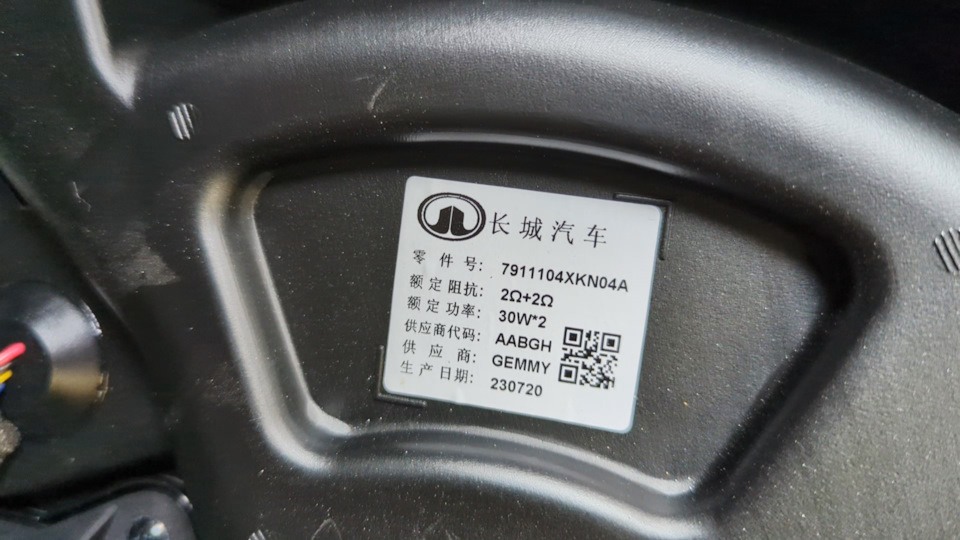 长城汽车
零件号: 7911104XKN04A
额定阻抗: 2Ω+2Ω
额定功率: 30W*2
供应商代码: AABGH
供应商: GEMMY
生产日期: 230720